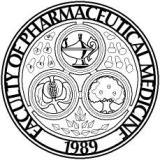 FACULTY OF PHARMACEUTICAL MEDICINE
1989